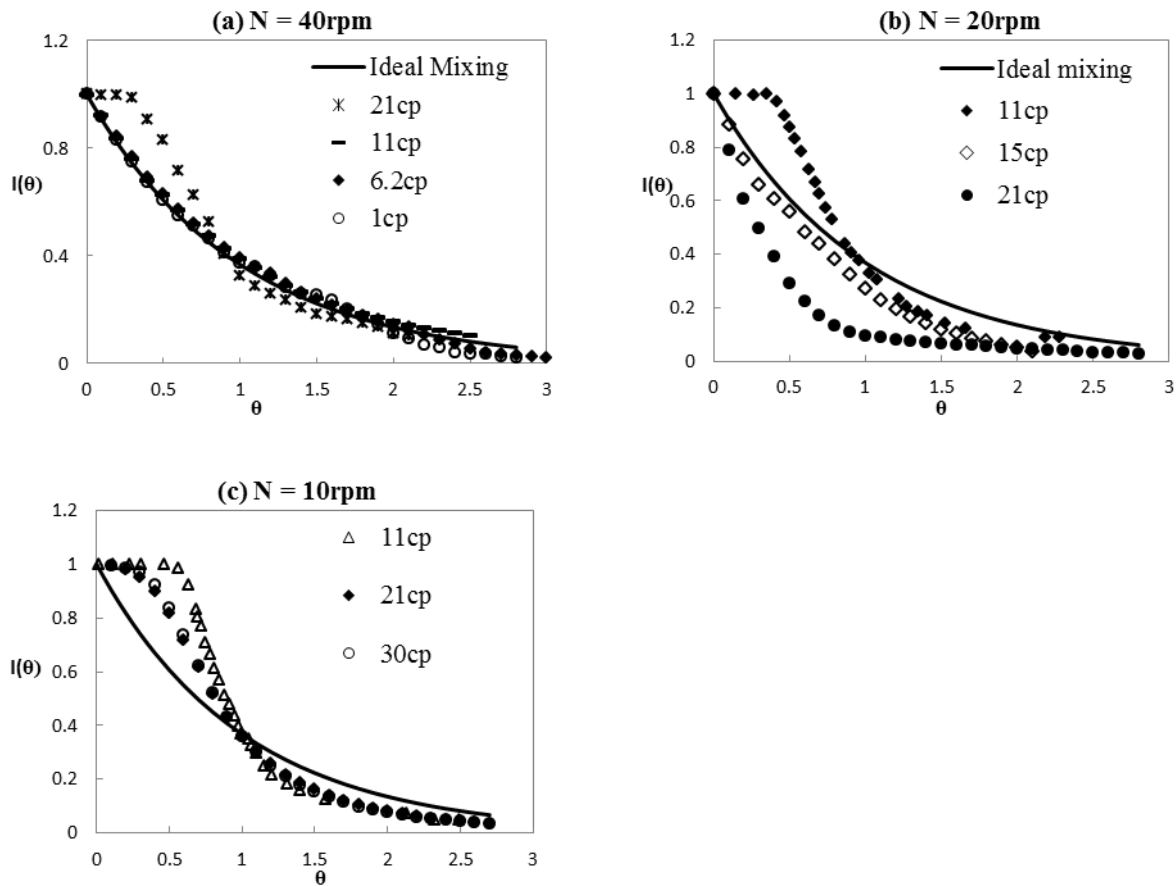 (a) N = 40rpm
1.2
1
0.8
I(θ)
0.4
0
0 0.5 1 1.5 2 2.5 3
θ
Ideal Mixing
21cp
11cp
6.2cp
1cp
(b) N = 20rpm
1.2
1
0.8
I(θ)
0.6
0.4
0.2
0
0 0.5 1 1.5 2 2.5 3
θ
Ideal mixing
11cp
15cp
21cp
(c) N = 10rpm
1.2
1
0.8
I(θ)
0.6
0.4
0.2
0
0 0.5 1 1.5 2 2.5 3
θ
11cp
21cp
30cp